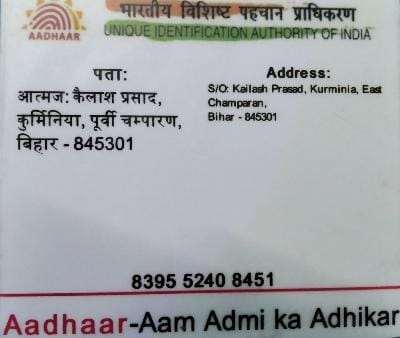 भारतीय विशिष्ट पहचान प्राधिकरण
AADHAAR
UNIQUE IDENTIFICATION AUTHORITY OF INDIA
पता:
आत्मज: कैलाश प्रसाद,
कुर्मिनिया, पूर्वी चम्पारण,
बिहार - 845301
Address:
S/O: Kailash Prasad, Kurminia, East
Champaran,
Bihar - 845301
8395 5240 8451
Aadhaar-Aam Admi ka Adhikar